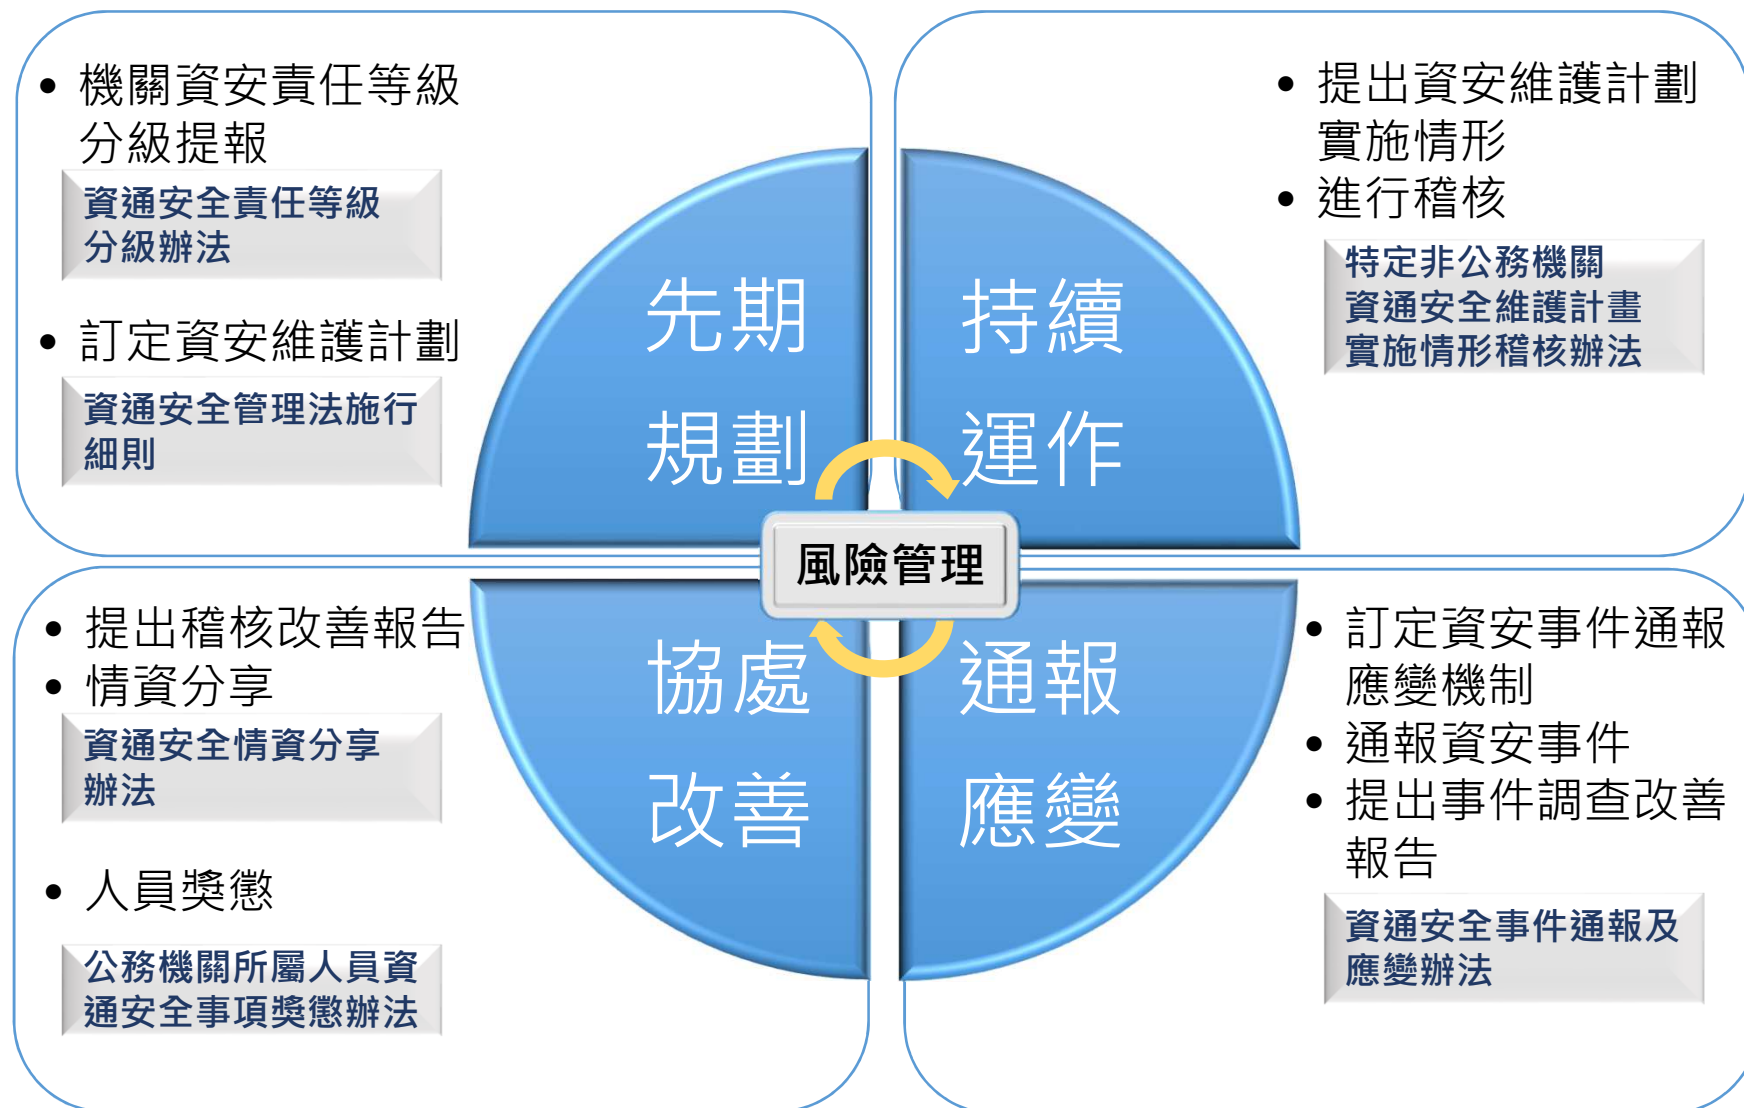 • 機關資安責任等級
分級提報
資通安全責任等級
分級辦法
• 訂定資安維護計劃
資通安全管理法施行
細則
先期
規劃
• 提出資安維護計劃
實施情形
• 進行稽核
特定非公務機關
資通安全維護計畫
實施情形稽核辦法
持續
運作
風險管理
• 提出稽核改善報告
• 情資分享
資通安全情資分享
辦法
• 人員獎懲
公務機關所屬人員資
通安全事項獎懲辦法
協處
改善
• 訂定資安事件通報
應變機制
• 通報資安事件
• 提出事件調查改善
報告
資通安全事件通報及
應變辦法
通報
應變